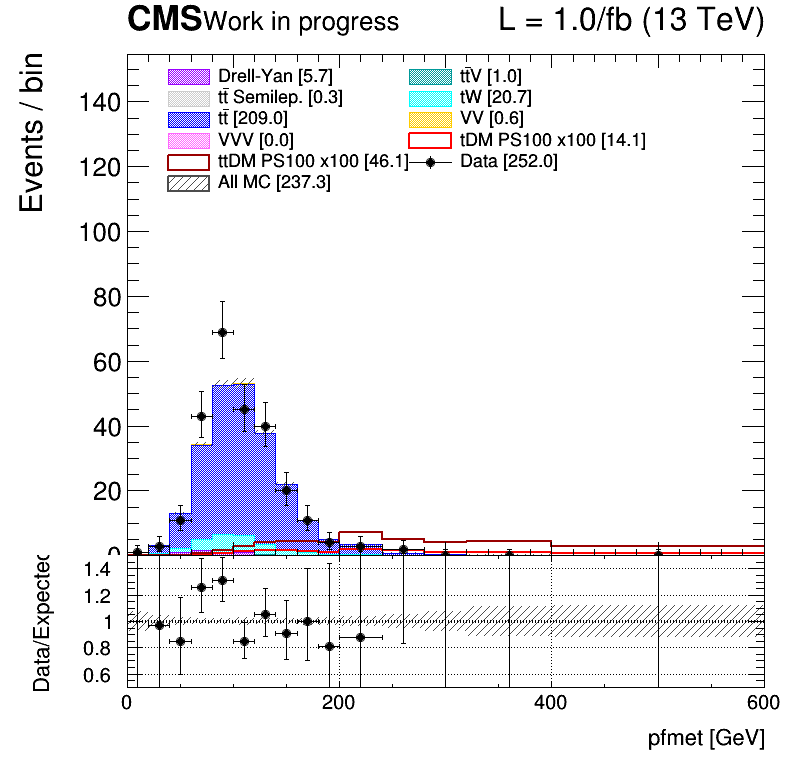 CMS Work in progress L = 1.0/fb (13 TeV)
Events / bin
Drell-Yan [5.7] tt̄V [1.0]
tt̄ Semilep. [0.3] tW [20.7]
tt̄ [209.0] VV [0.6]
VVV [0.0] tDM PS100 x100 [14.1]
ttDM PS100 x100 [46.1] Data [252.0]
All MC [237.3]
140
120
100
80
60
40
20
0
Data/Expected
1.4
1.2
1
0.8
0.6
0 200 400 600
pfmet [GeV]